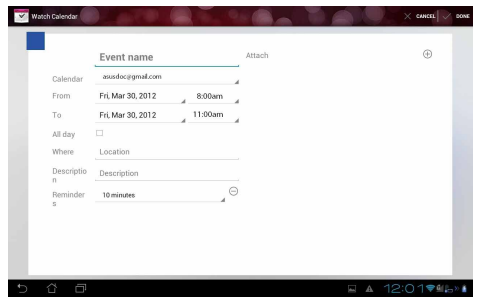 Watch Calendar CANCEL DONE
Event name Attach
Calendar asusdoc@gmail.com
From Fri, Mar 30, 2012 8:00am
To Fri, Mar 30, 2012 11:00am
All day
Where Location
Descriptio
n Description
Reminder
s 10 minutes
12:01